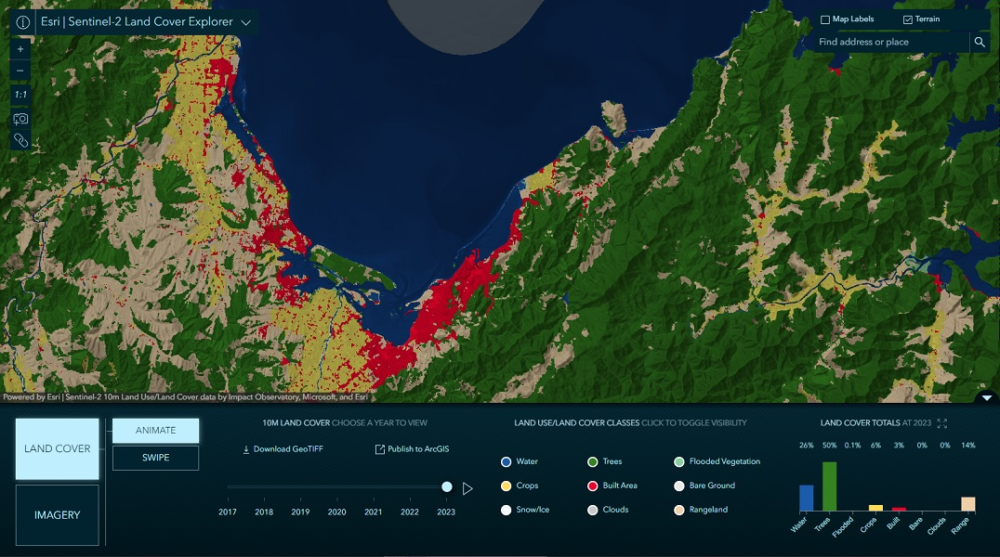 Esri | Sentinel-2 Land Cover Explorer
Map Labels
Terrain
Find address or place
1:1
Powered by Esri | Sentinel-2 10m Land Use/Land Cover data by Impact Observatory, Microsoft, and Esri
LAND COVER
IMAGERY
ANIMATE
SWIPE
10M LAND COVER CHOOSE A YEAR TO VIEW
Download GeoTIFF
Publish to ArcGIS
2017 2018 2019 2020 2021 2022 2023
LAND USE/LAND COVER CLASSES CLICK TO TOGGLE VISIBILITY
Water Trees Flooded Vegetation
Crops Built Area Bare Ground
Snow/Ice Clouds Rangeland
LAND COVER TOTALS AT 2023
26% 50% 0.1% 6% 3% 0% 0% 14%
Water Trees Flooded Crops Built Bare Clouds Range